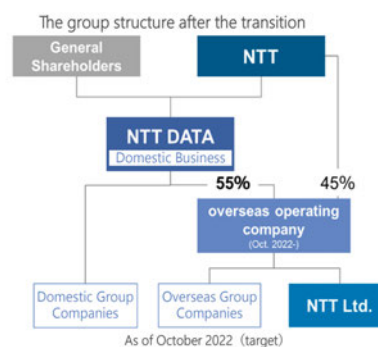 The group structure after the transition
General
Shareholders
NTT
NTT DATA
Domestic Business
55%
45%
overseas operating
company
(Oct. 2022-)
Domestic Group
Companies
Overseas Group
Companies
NTT Ltd.
As of October 2022（target）